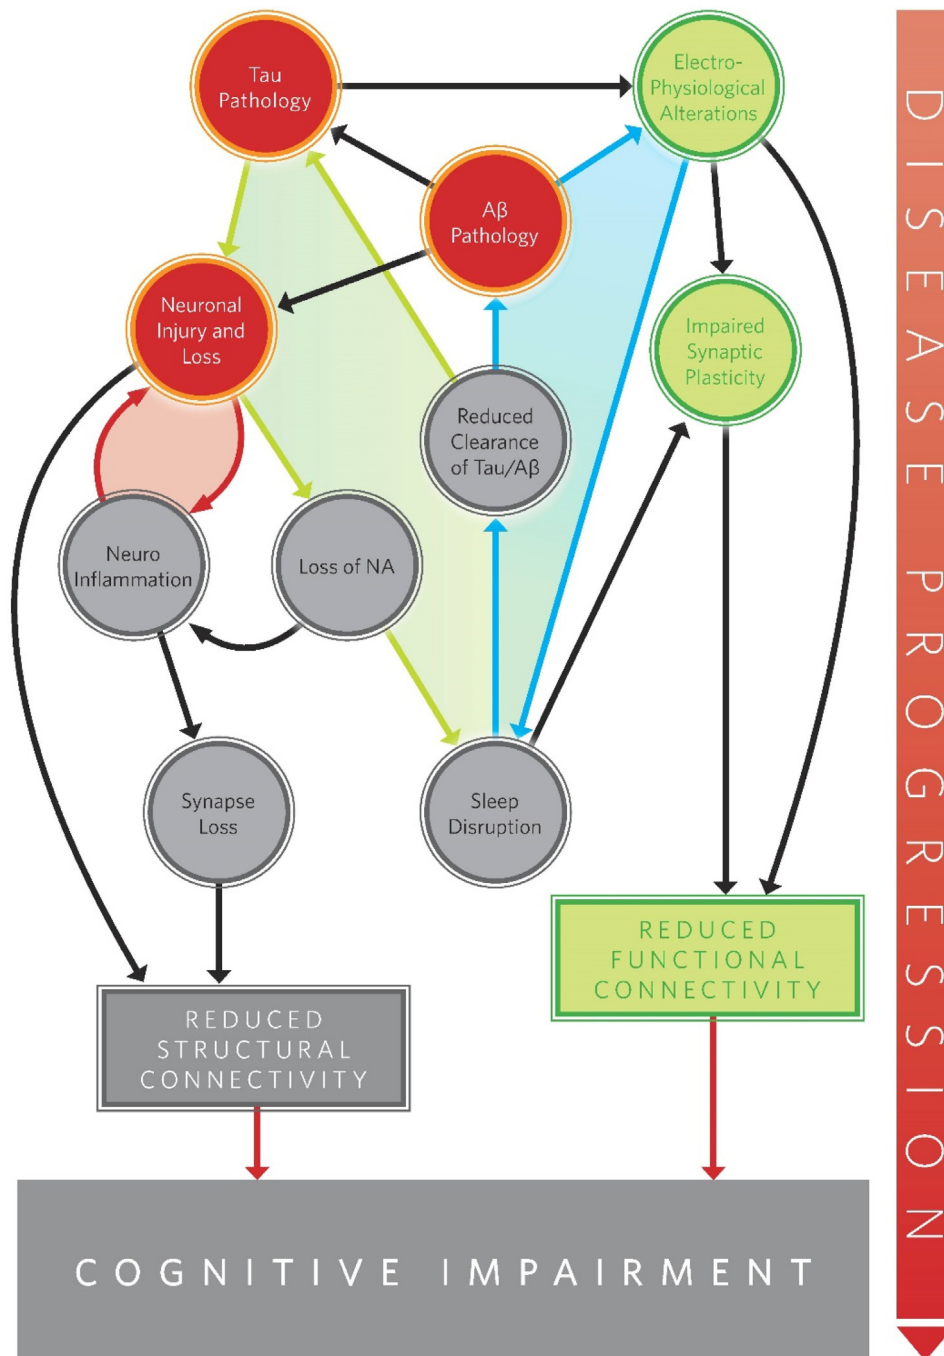 Tau
Pathology
Electro-
Physiological
Alterations
Aβ
Pathology
Neuronal
Injury and
Loss
Impaired
Synaptic
Plasticity
Reduced
Clearance
of Tau/Aβ
Neuro
Inflammation
Loss of NA
Synapse
Loss
Sleep
Disruption
REDUCED
FUNCTIONAL
CONNECTIVITY
REDUCED
STRUCTURAL
CONNECTIVITY
COGNITIVE IMPAIRMENT
DISEASE PROGRESSION